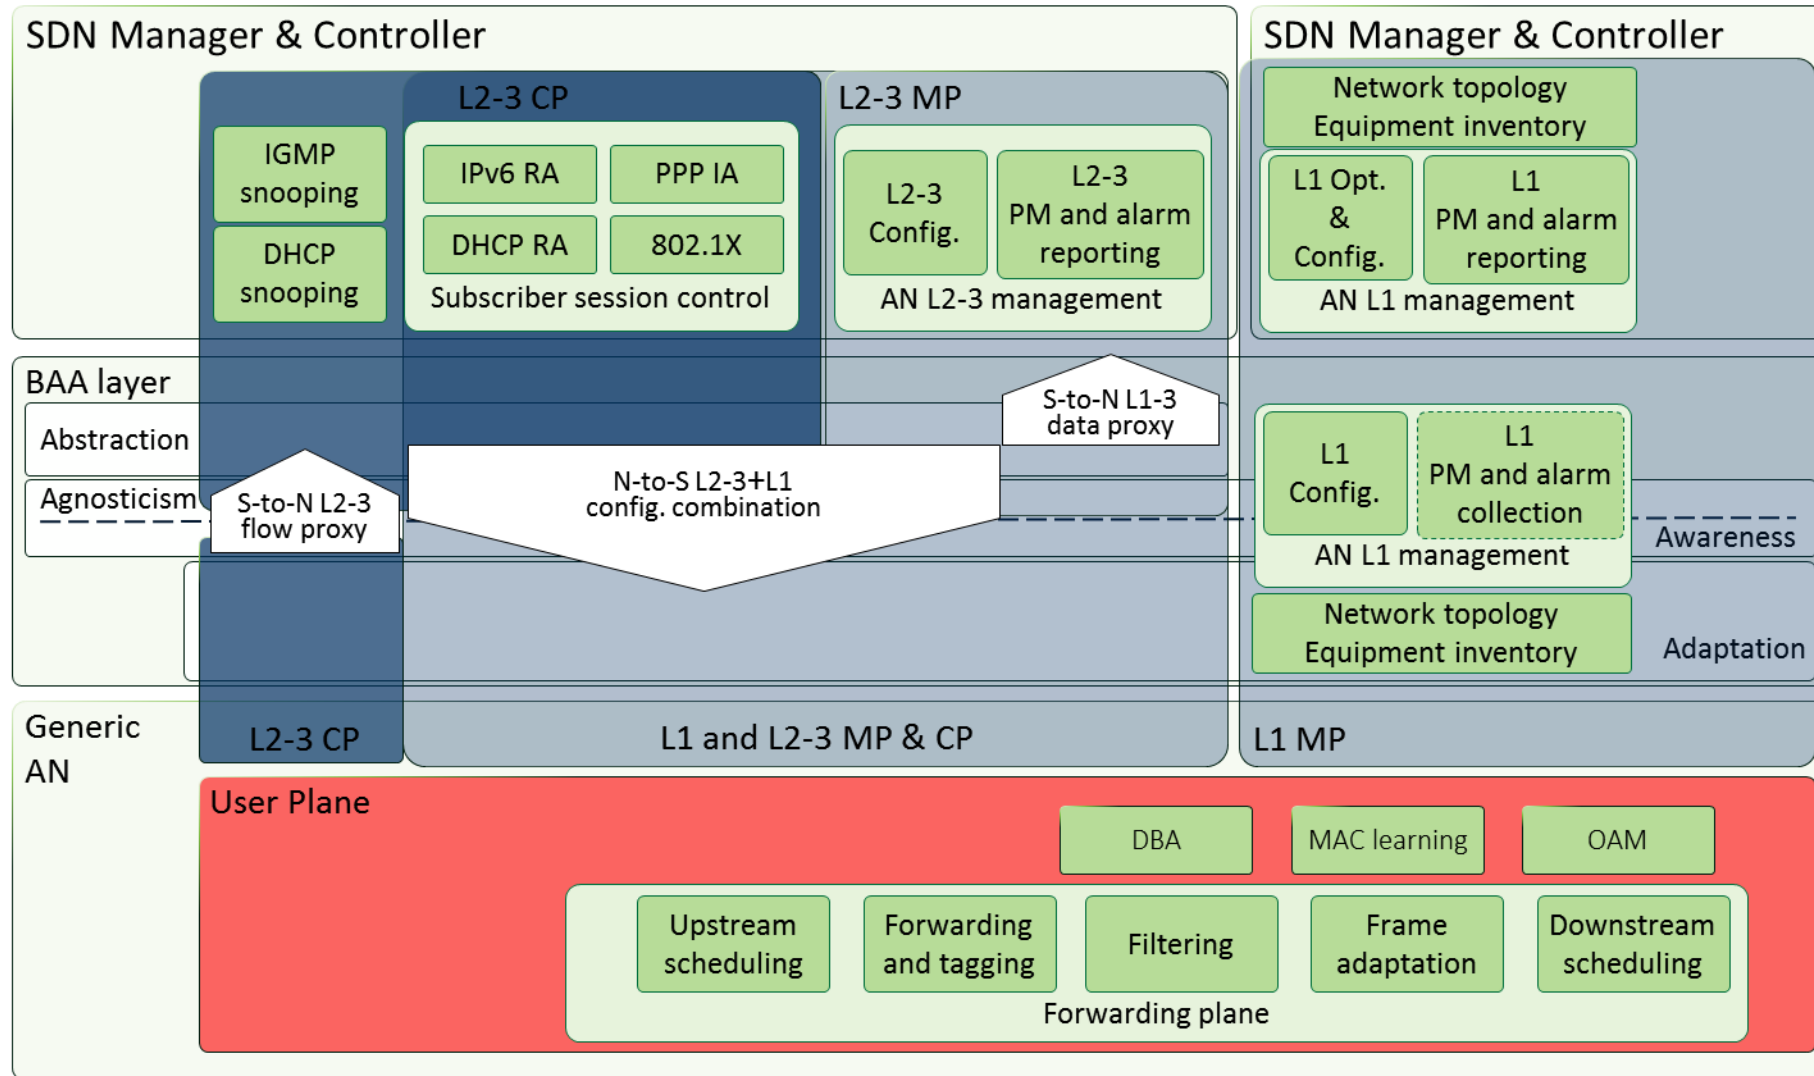 SDN Manager & Controller
L2-3 CP
IGMP
snooping
DHCP
snooping
IPv6 RA
PPP IA
DHCP RA
802.1X
Subscriber session control
L2-3 MP
L2-3
Config.
L2-3
PM and alarm
reporting
AN L2-3 management
SDN Manager & Controller
Network topology
Equipment inventory
L1 Opt.
&
Config.
L1
PM and alarm
reporting
AN L1 management
BAA layer
Abstraction
Agnosticism
S-to-N L2-3
flow proxy
N-to-S L2-3+L1
config. combination
S-to-N L1-3
data proxy
L1
Config.
L1
PM and alarm
collection
AN L1 management
Awareness
Network topology
Equipment inventory
Adaptation
Generic
AN
L2-3 CP
L1 and L2-3 MP & CP
L1 MP
User Plane
DBA
MAC learning
OAM
Upstream
scheduling
Forwarding
and tagging
Filtering
Frame
adaptation
Downstream
scheduling
Forwarding plane